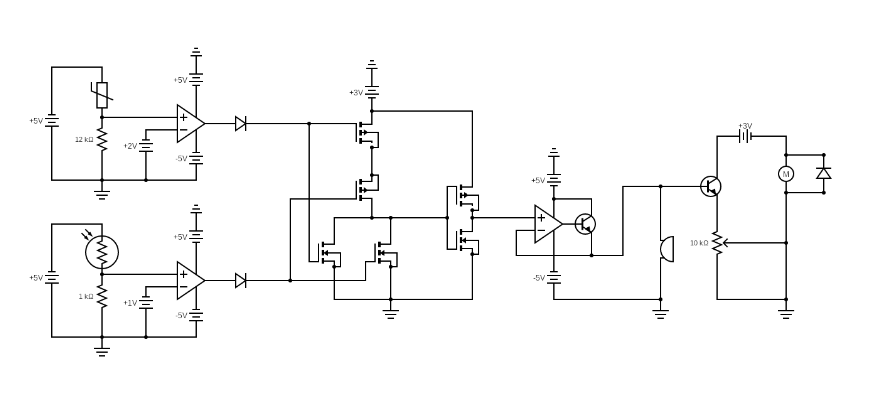 +5V
+5V
12 kΩ
+2V
-5V
+3V
+5V
+5V
1 kΩ
+1V
-5V
+5V
-5V
+3V
M
10 kΩ